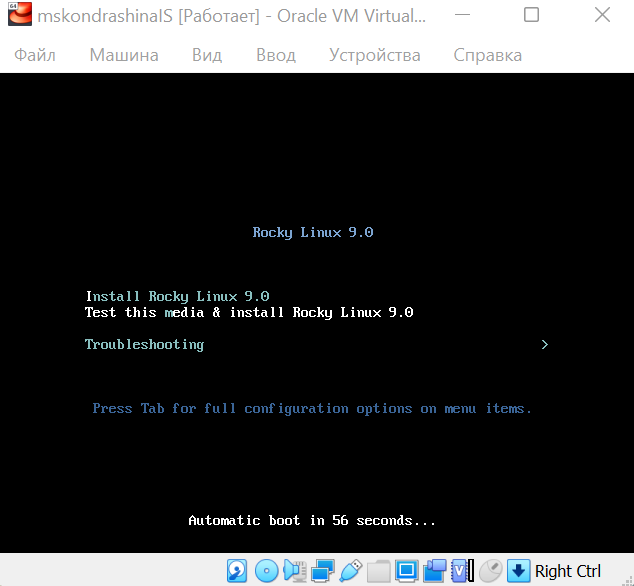 mskondrashinaIS [Работает] - Oracle VM Virtual...
Файл Машина Вид Ввод Устройства Справка
Rocky Linux 9.0
Install Rocky Linux 9.0
Test this media & install Rocky Linux 9.0
Troubleshooting >
Press Tab for full configuration options on menu items.
Automatic boot in 56 seconds...
Right Ctrl